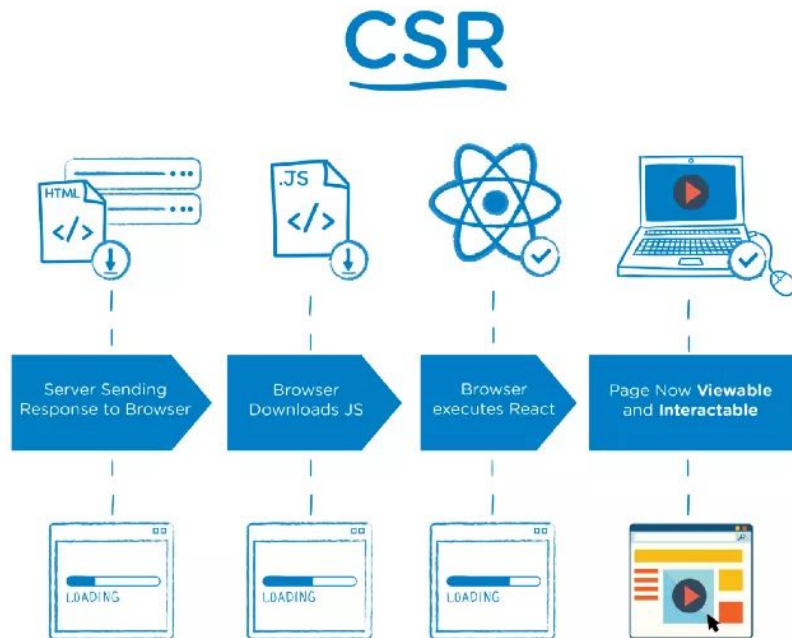 CSR
HTML
</>
.JS
</>
Server Sending
Response to Browser
Browser
Downloads JS
Browser
executes React
Page Now Viewable
and Interactable
LOADING
LOADING
LOADING